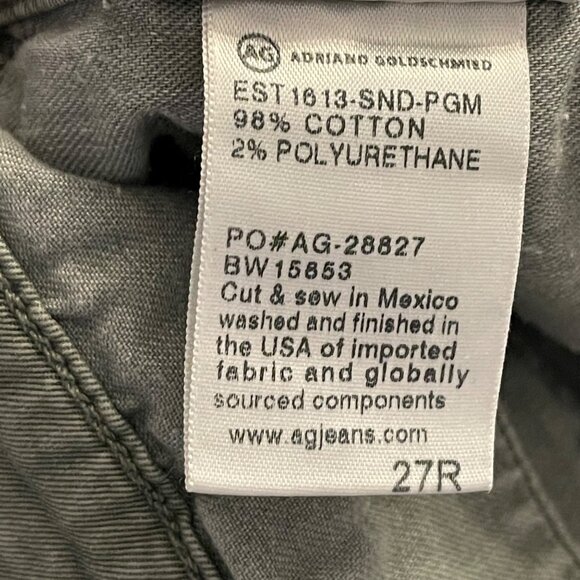 AG ADRIANO GOLDSCHMIED
EST1613-SND-PGM
98% COTTON
2% POLYURETHANE
PO#AG-28827
BW15853
Cut & sew in Mexico
washed and finished in
the USA of imported
fabric and globally
sourced components
www.agjeans.com
27R